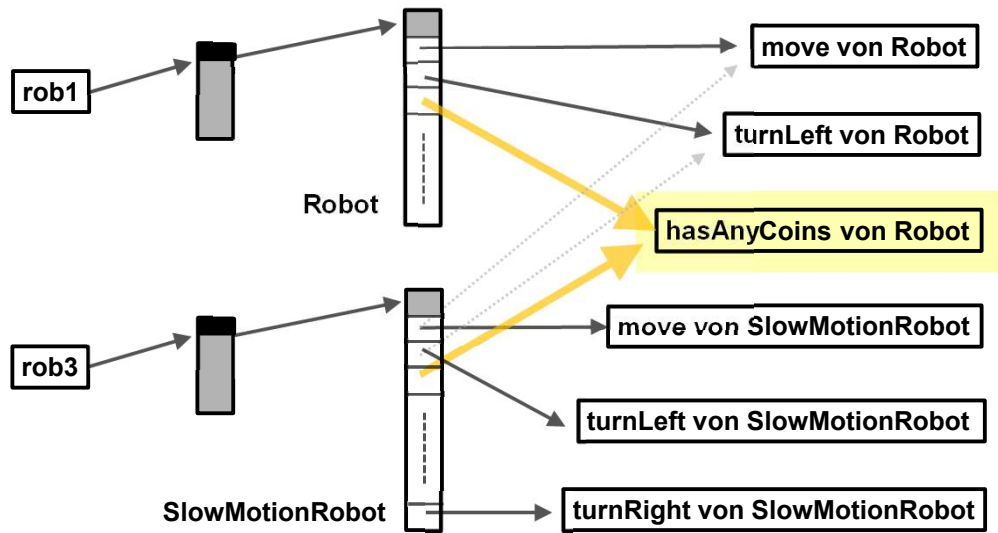 move von Robot
rob1
turnLeft von Robot
Robot
hasAnyCoins von Robot
move von SlowMotionRobot
rob3
turnLeft von SlowMotionRobot
SlowMotionRobot
turnRight von SlowMotionRobot